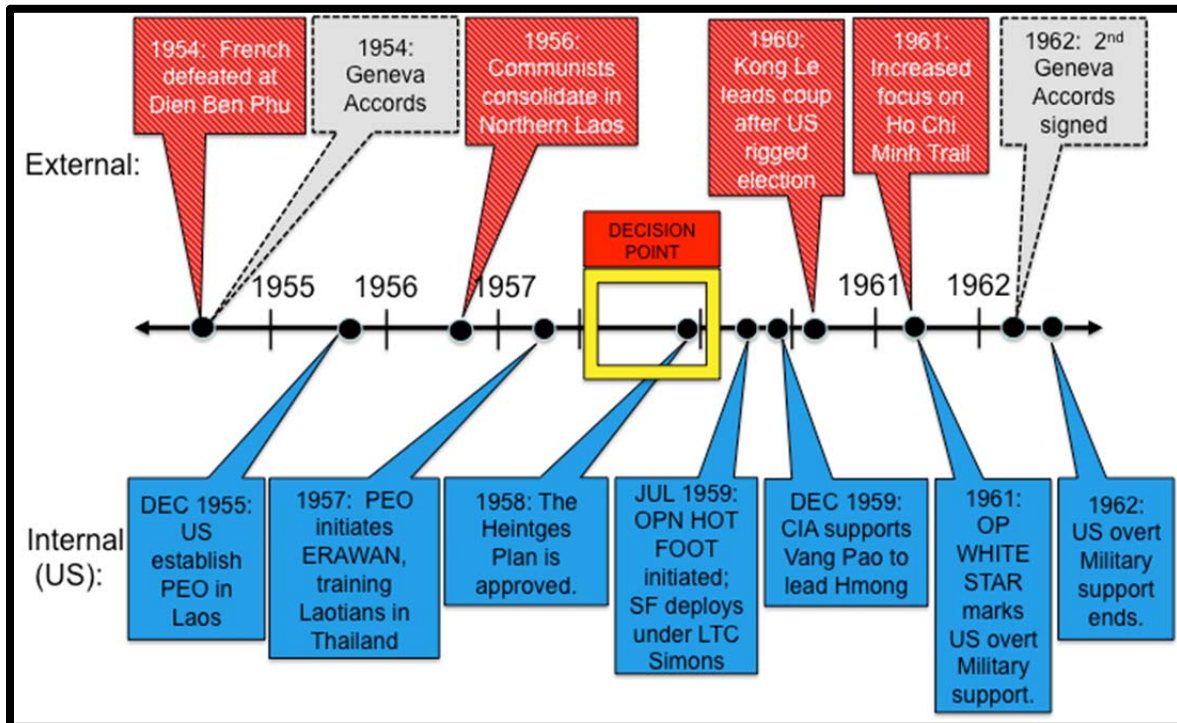 1954: French
defeated at
Dien Ben Phu
1954:
Geneva
Accords
1956:
Communists
consolidate in
Northern Laos
1960:
Kong Le
leads coup
after US
rigged
election
1961:
Increased
focus on
Ho Chi
Minh Trail
1962: 2nd
Geneva
Accords
signed
External:
DECISION
POINT
1955
1956
1957
1961
1962
Internal
(US):
DEC 1955:
US
establish
PEO in
Laos
1957: PEO
initiates
ERAWAN,
training
Laotians in
Thailand
1958: The
Heintges
Plan is
approved.
JUL 1959:
OPN HOT
FOOT
initiated;
SF deploys
under LTC
Simons
DEC 1959:
CIA supports
Vang Pao to
lead Hmong
1961:
OP
WHITE
STAR
marks
US overt
Military
support.
1962:
US overt
Military
support
ends.